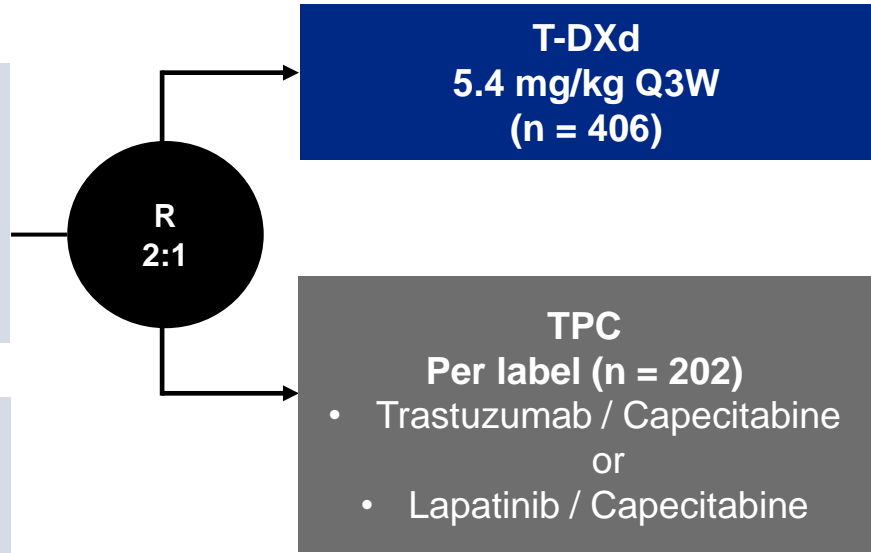 T-DXd
5.4 mg/kg Q3W
(n = 406)
R
2:1
TPC
Per label (n = 202)
• Trastuzumab / Capecitabine
or
• Lapatinib / Capecitabine